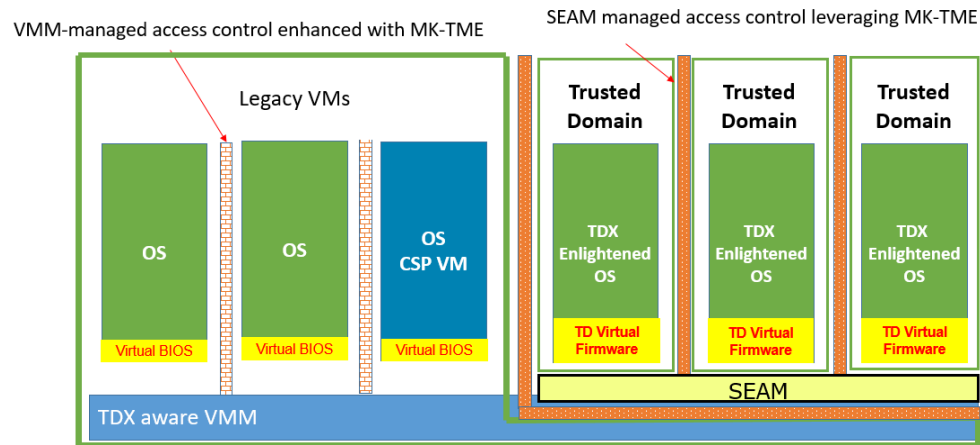 VMM-managed access control enhanced with MK-TME
SEAM managed access control leveraging MK-TME
Legacy VMs
OS
Virtual BIOS
OS
Virtual BIOS
OS
CSP VM
Virtual BIOS
Trusted
Domain
TDX
Enlightened
OS
TD Virtual
Firmware
Trusted
Domain
TDX
Enlightened
OS
TD Virtual
Firmware
Trusted
Domain
TDX
Enlightened
OS
TD Virtual
Firmware
SEAM
TDX aware VMM